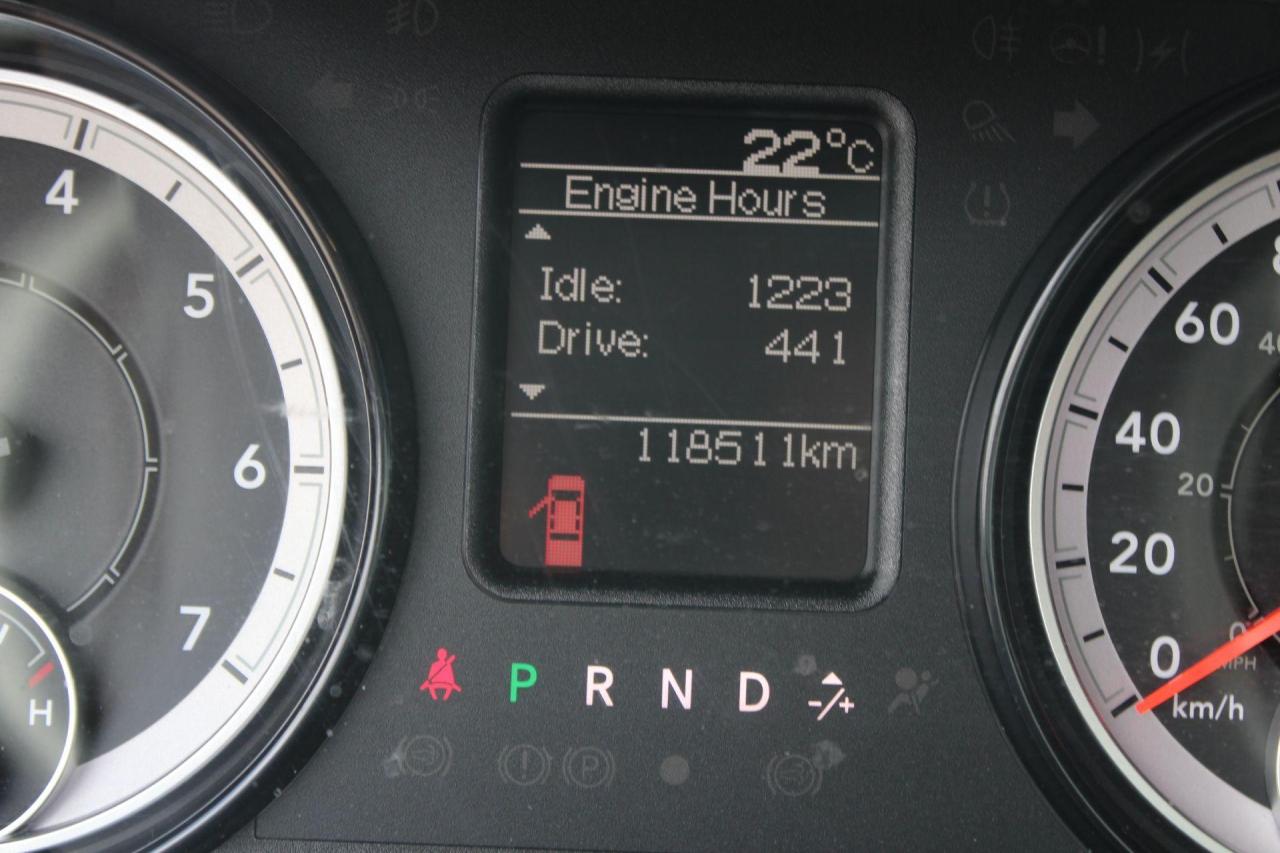 22°C
Engine Hours
Idle: 1223
Drive: 441
118511km
4
5
6
7
H
60
40
20
20
0
0
MPH
km/h
P R N D -/+
P